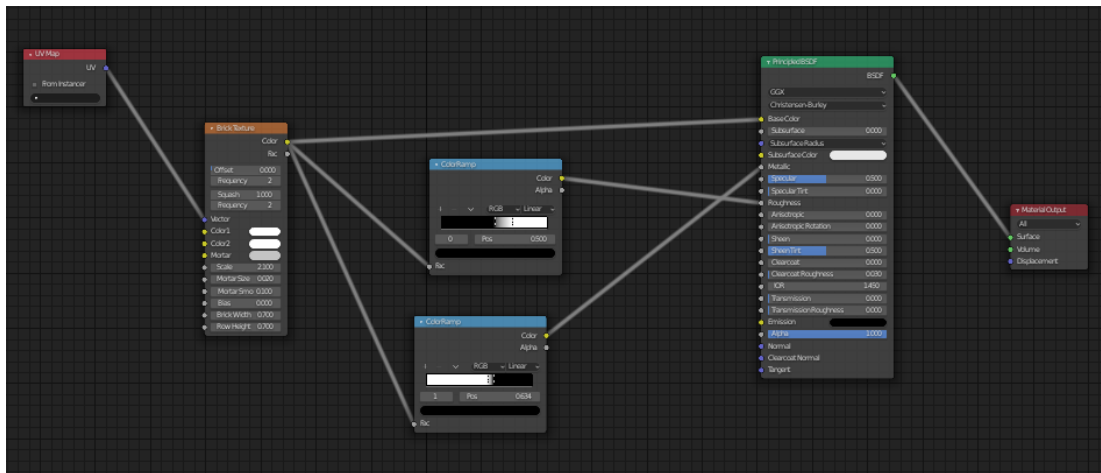 UV Map
UV
From Instancer
Brick Texture
Color
Fac
Offset 0.000
Frequency 2
Squash 1.000
Frequency 2
Vector
Color1
Color2
Mortar
Scale 2.100
Mortar Size 0.020
Mortar Smo 0.100
Bias 0.000
Brick Width 0.700
Row Height 0.700
ColorRamp
Color
Alpha
RGB Linear
0 Pos 0.500
Fac
ColorRamp
Color
Alpha
RGB Linear
1 Pos 0.634
Fac
Principled BSDF
BSDF
GGX
Christensen-Burley
Base Color
Subsurface 0.000
Subsurface Radius
Subsurface Color
Metallic
Specular 0.500
Specular Tint 0.000
Roughness
Anisotropic 0.000
Anisotropic Rotation 0.000
Sheen 0.000
Sheen Tint 0.500
Clearcoat 0.000
Clearcoat Roughness 0.030
IOR 1.450
Transmission 0.000
Transmission Roughness 0.000
Emission
Alpha 1.000
Normal
Clearcoat Normal
Tangent
Material Output
All
Surface
Volume
Displacement